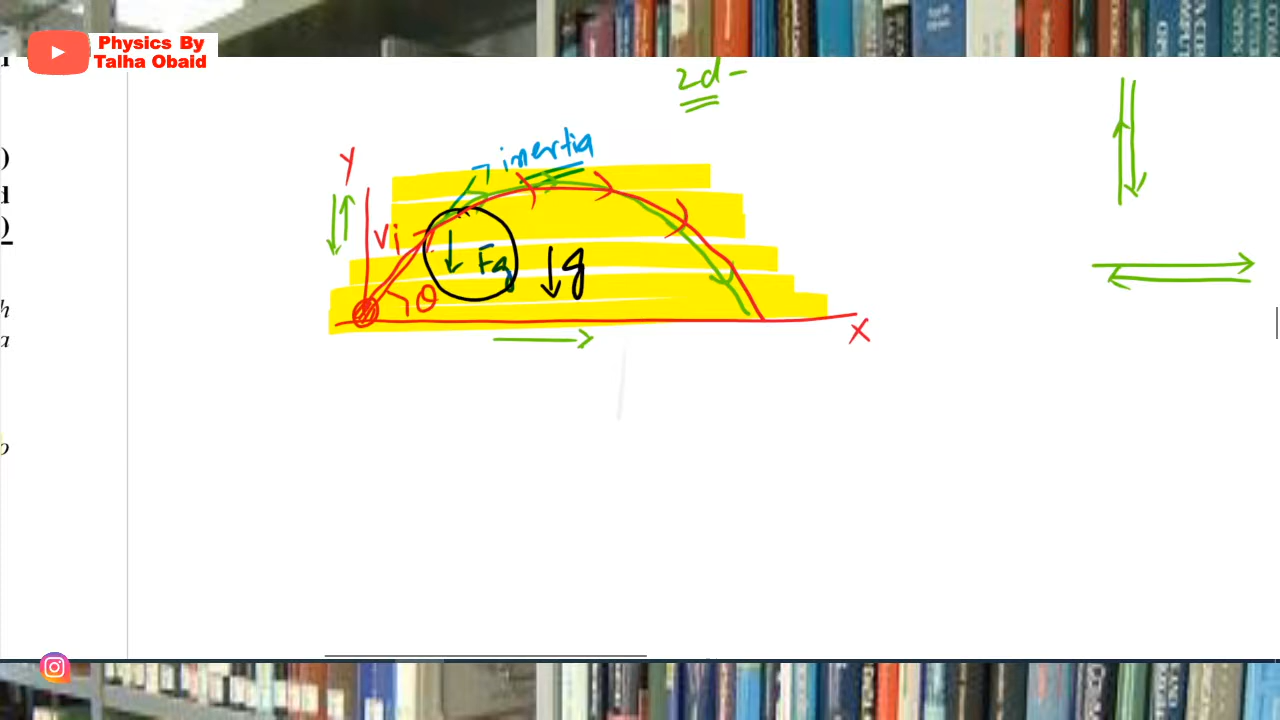 Physics By
Talha Obaid
2d-
)
d
)
h
a
Y
inertia
Vi
Fg
g
θ
X